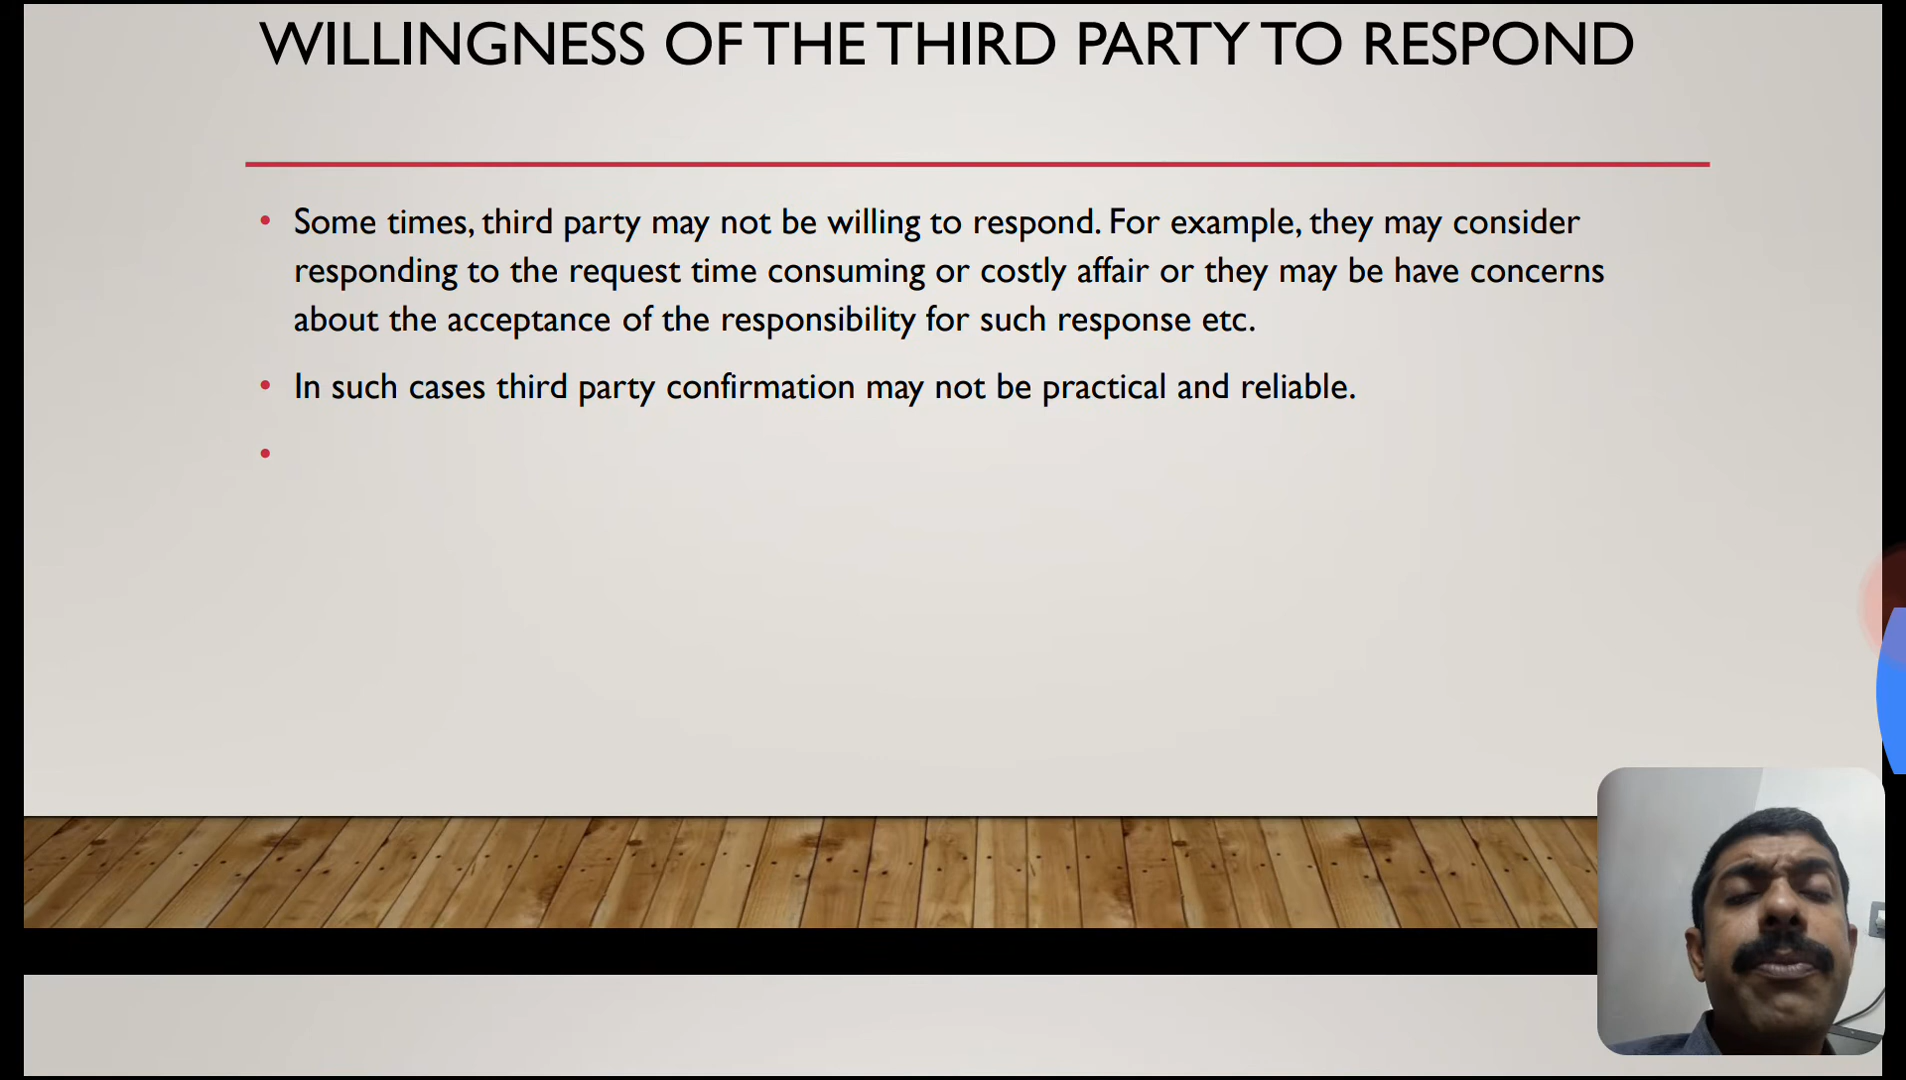 WILLINGNESS OF THE THIRD PARTY TO RESPOND
• Some times, third party may not be willing to respond. For example, they may consider
responding to the request time consuming or costly affair or they may be have concerns
about the acceptance of the responsibility for such response etc.
• In such cases third party confirmation may not be practical and reliable.
•